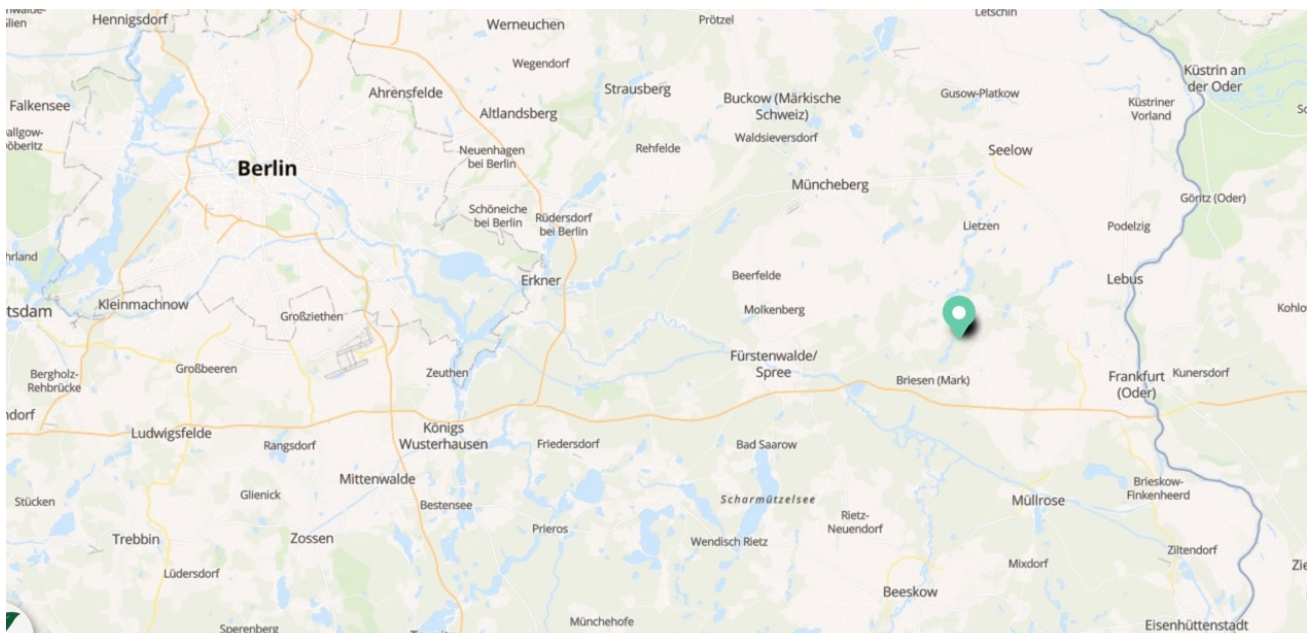 Hennigsdorf
Werneuchen
Prötzel
Letschin
Wegendorf
Küstrin an
der Oder
Falkensee
Ahrensfelde
Strausberg
Buckow (Märkische
Schweiz)
Gusow-Platkow
Küstriner
Vorland
Altlandsberg
Waldsieversdorf
Neuenhagen
bei Berlin
Rehfelde
Seelow
Berlin
Müncheberg
Göritz (Oder)
Schöneiche
bei Berlin
Rüdersdorf
bei Berlin
Lietzen
Podelzig
Erkner
Beerfelde
Lebus
Kleinmachnow
Großziethen
Molkenberg
tsdam
Fürstenwalde/
Spree
Bergholz-
Rehbrücke
Großbeeren
Zeuthen
Briesen (Mark)
Frankfurt
(Oder)
Kunersdorf
Ludwigsfelde
Rangsdorf
Königs
Wusterhausen
Friedersdorf
Bad Saarow
Mittenwalde
Stücken
Glienick
Bestensee
Scharmützelsee
Müllrose
Brieskow-
Finkenheerd
Trebbin
Zossen
Prieros
Wendisch Rietz
Rietz-
Neuendorf
Ziltendorf
Lüdersdorf
Mixdorf
Beeskow
Münchehofe
Sperenberg
Eisenhüttenstadt